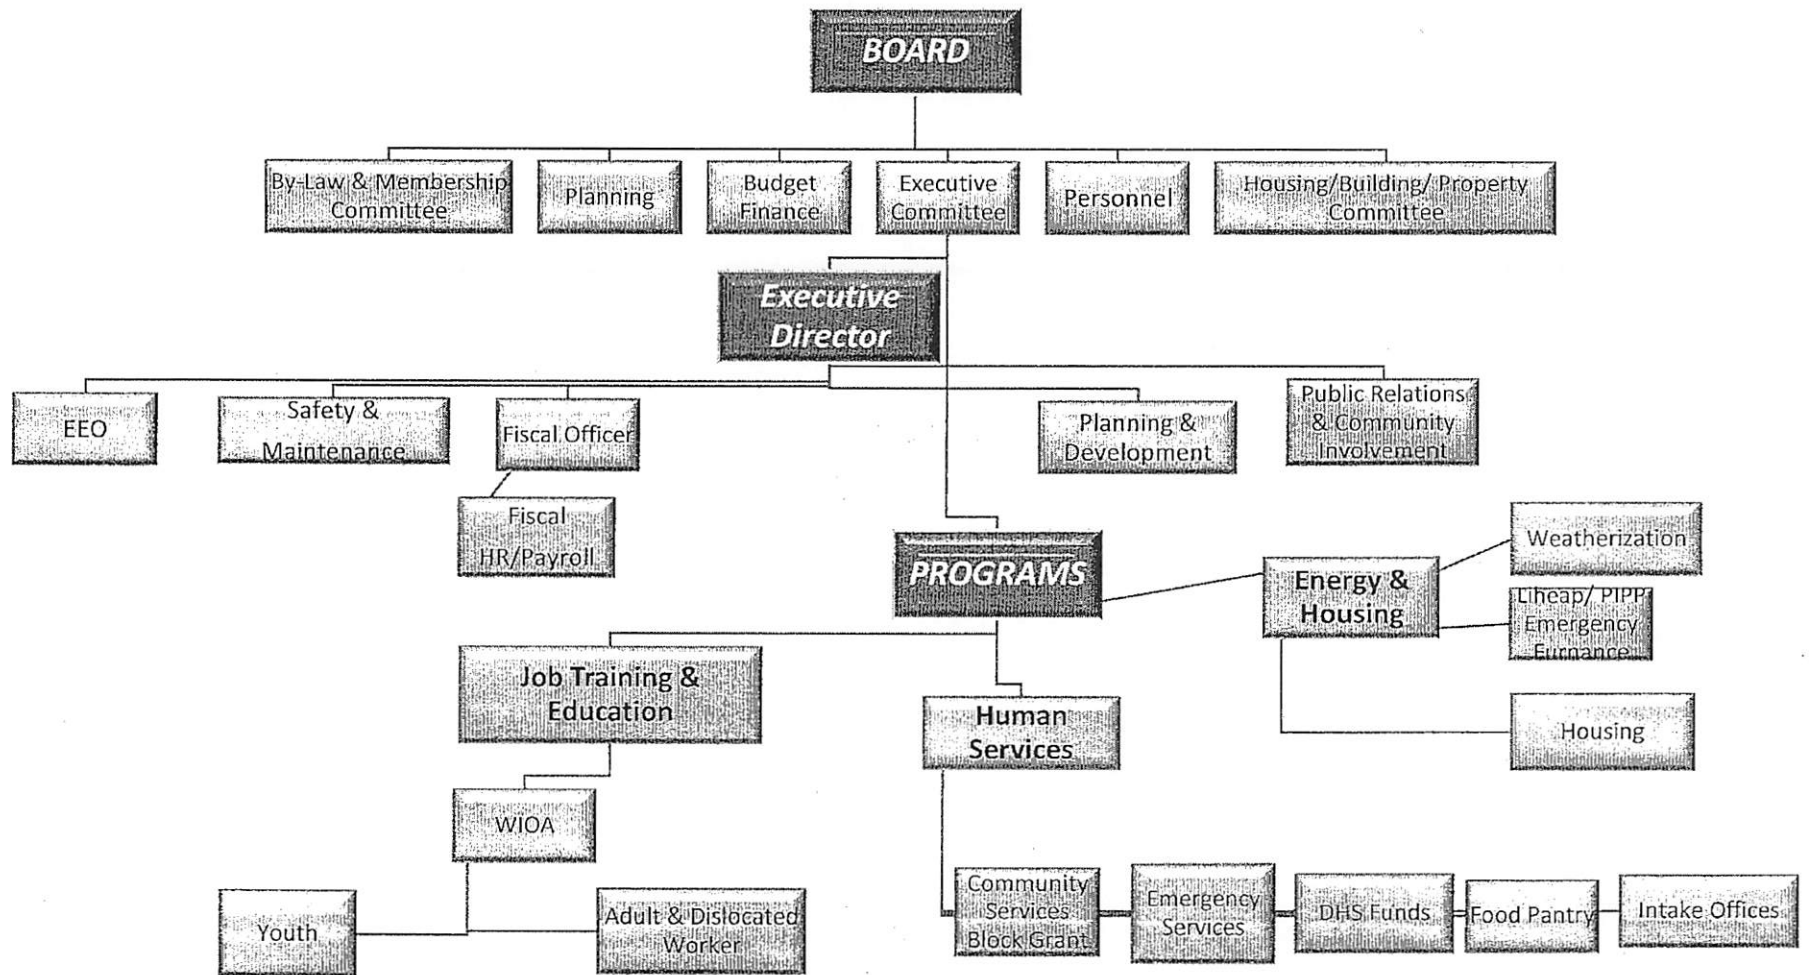 BOARD
By-Law & Membership
Committee
Planning
Budget
Finance
Executive
Committee
Personnel
Housing/Building/ Property
Committee
Executive
Director
EEO
Safety &
Maintenance
Fiscal Officer
Planning &
Development
Public Relations
& Community
Involvement
Fiscal
HR/Payroll
PROGRAMS
Energy &
Housing
Weatherization
Liheap/ PIPP
Emergency
Furnance
Housing
Job Training &
Education
Human
Services
WIOA
Youth
Adult & Dislocated
Worker
Community
Services
Block Grant
Emergency
Services
DHS Funds
Food Pantry
Intake Offices